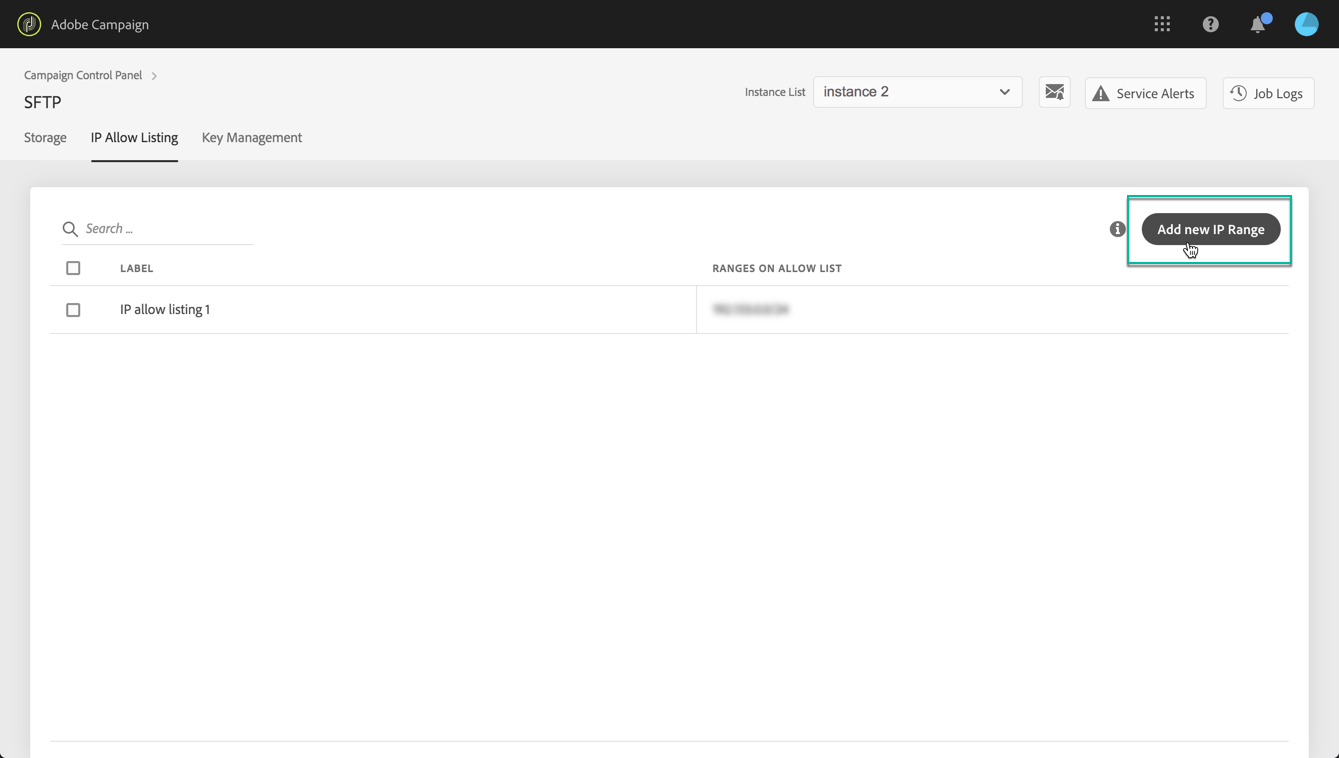 Adobe Campaign
Campaign Control Panel
SFTP
Instance List
instance 2
Service Alerts
Job Logs
Storage
IP Allow Listing
Key Management
Search ...
Add new IP Range
LABEL
RANGES ON ALLOW LIST
IP allow listing 1